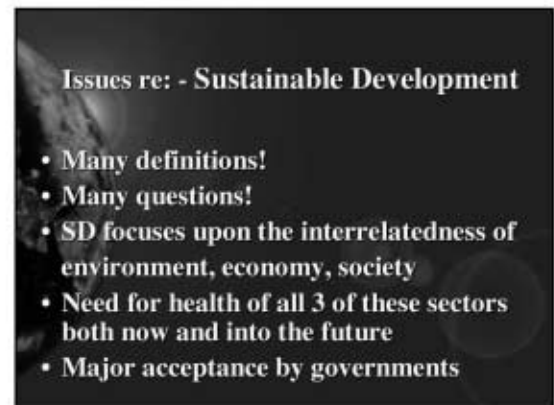 Issues re: - Sustainable Development
• Many definitions!
• Many questions!
• SD focuses upon the interrelatedness of
environment, economy, society
• Need for health of all 3 of these sectors
both now and into the future
• Major acceptance by governments